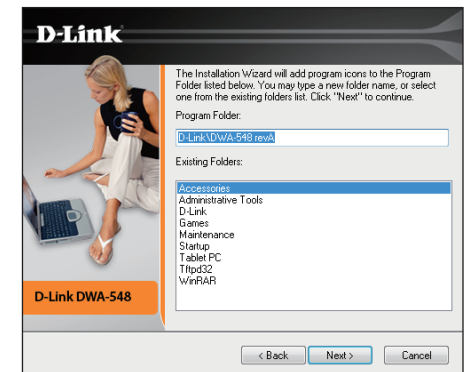 D-Link
The Installation Wizard will add program icons to the Program
Folder listed below. You may type a new folder name, or select
one from the existing folders list. Click "Next" to continue.
Program Folder:
D-Link\DWA-548 revA
Existing Folders:
Accessories
Administrative Tools
D-Link
Games
Maintenance
Startup
Tablet PC
Tftpd32
WinRAR
D-Link DWA-548
< Back
Next >
Cancel